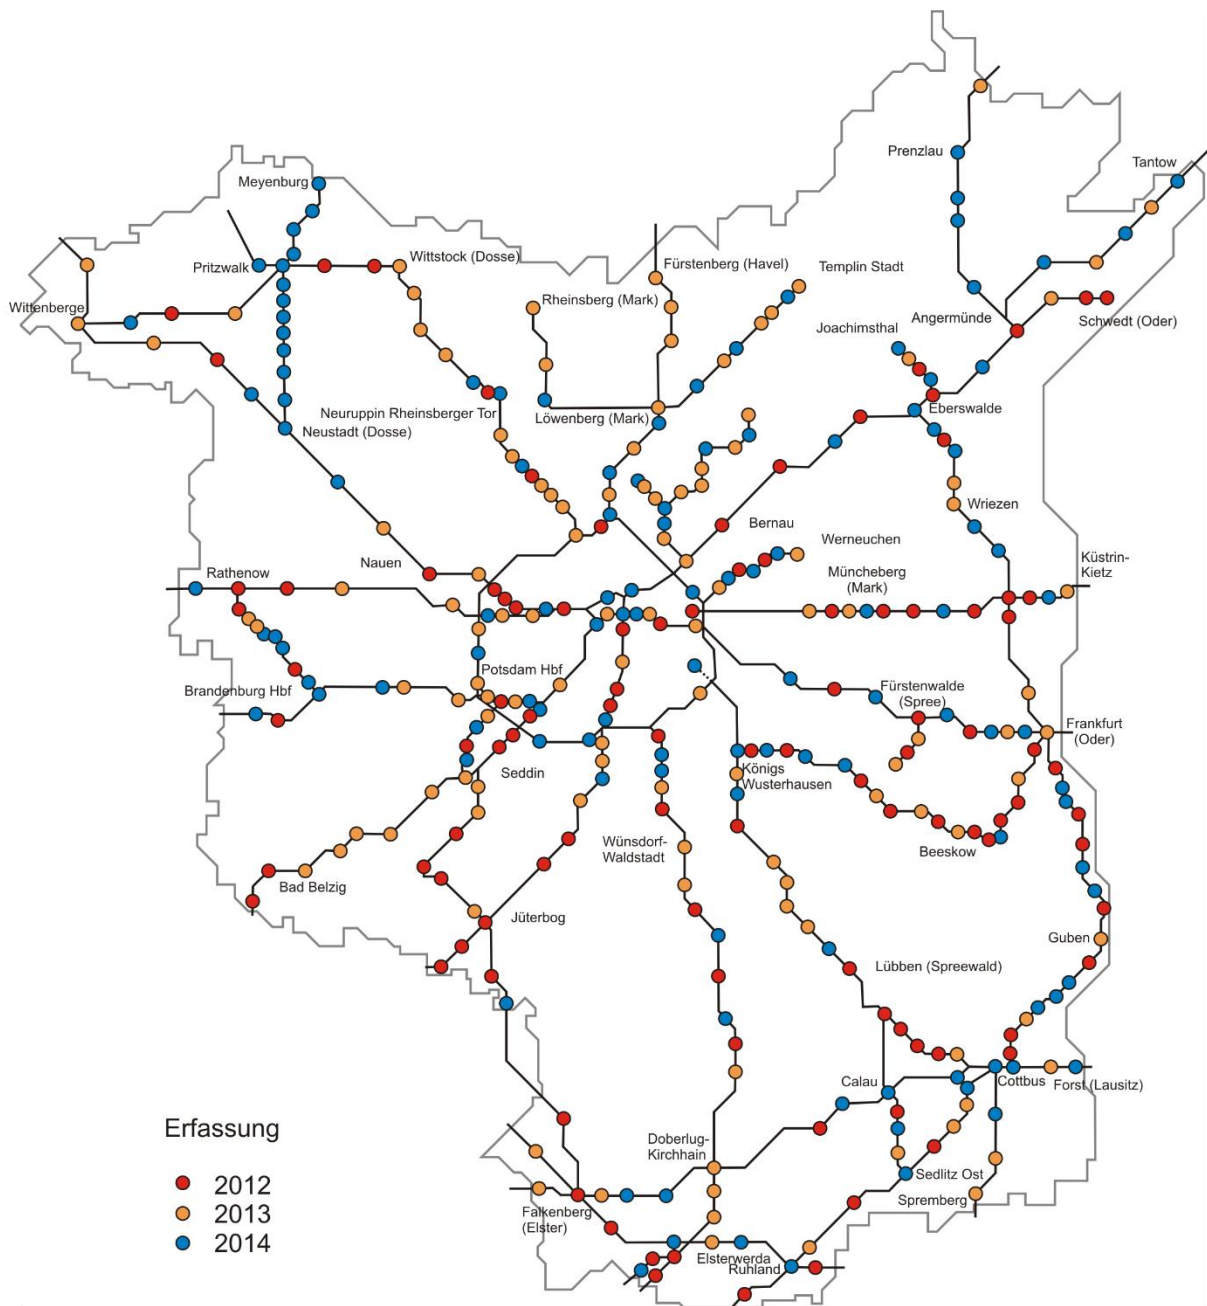 Prenzlau
Tantow
Meyenburg
Pritzwalk
Wittstock (Dosse)
Fürstenberg (Havel)
Templin Stadt
Wittenberge
Rheinsberg (Mark)
Joachimsthal
Angermünde
Schwedt (Oder)
Neuruppin Rheinsberger Tor
Löwenberg (Mark)
Eberswalde
Neustadt (Dosse)
Wriezen
Bernau
Werneuchen
Nauen
Rathenow
Müncheberg
(Mark)
Küstrin-
Kietz
Potsdam Hbf
Brandenburg Hbf
Fürstenwalde
(Spree)
Frankfurt
(Oder)
Seddin
Königs
Wusterhausen
Wünsdorf-
Waldstadt
Beeskow
Bad Belzig
Jüterbog
Guben
Lübben (Spreewald)
Calau
Cottbus
Forst (Lausitz)
Erfassung
2012
2013
2014
Doberlug-
Kirchhain
Sedlitz Ost
Spremberg
Falkenberg
(Elster)
Elsterwerda
Ruhland